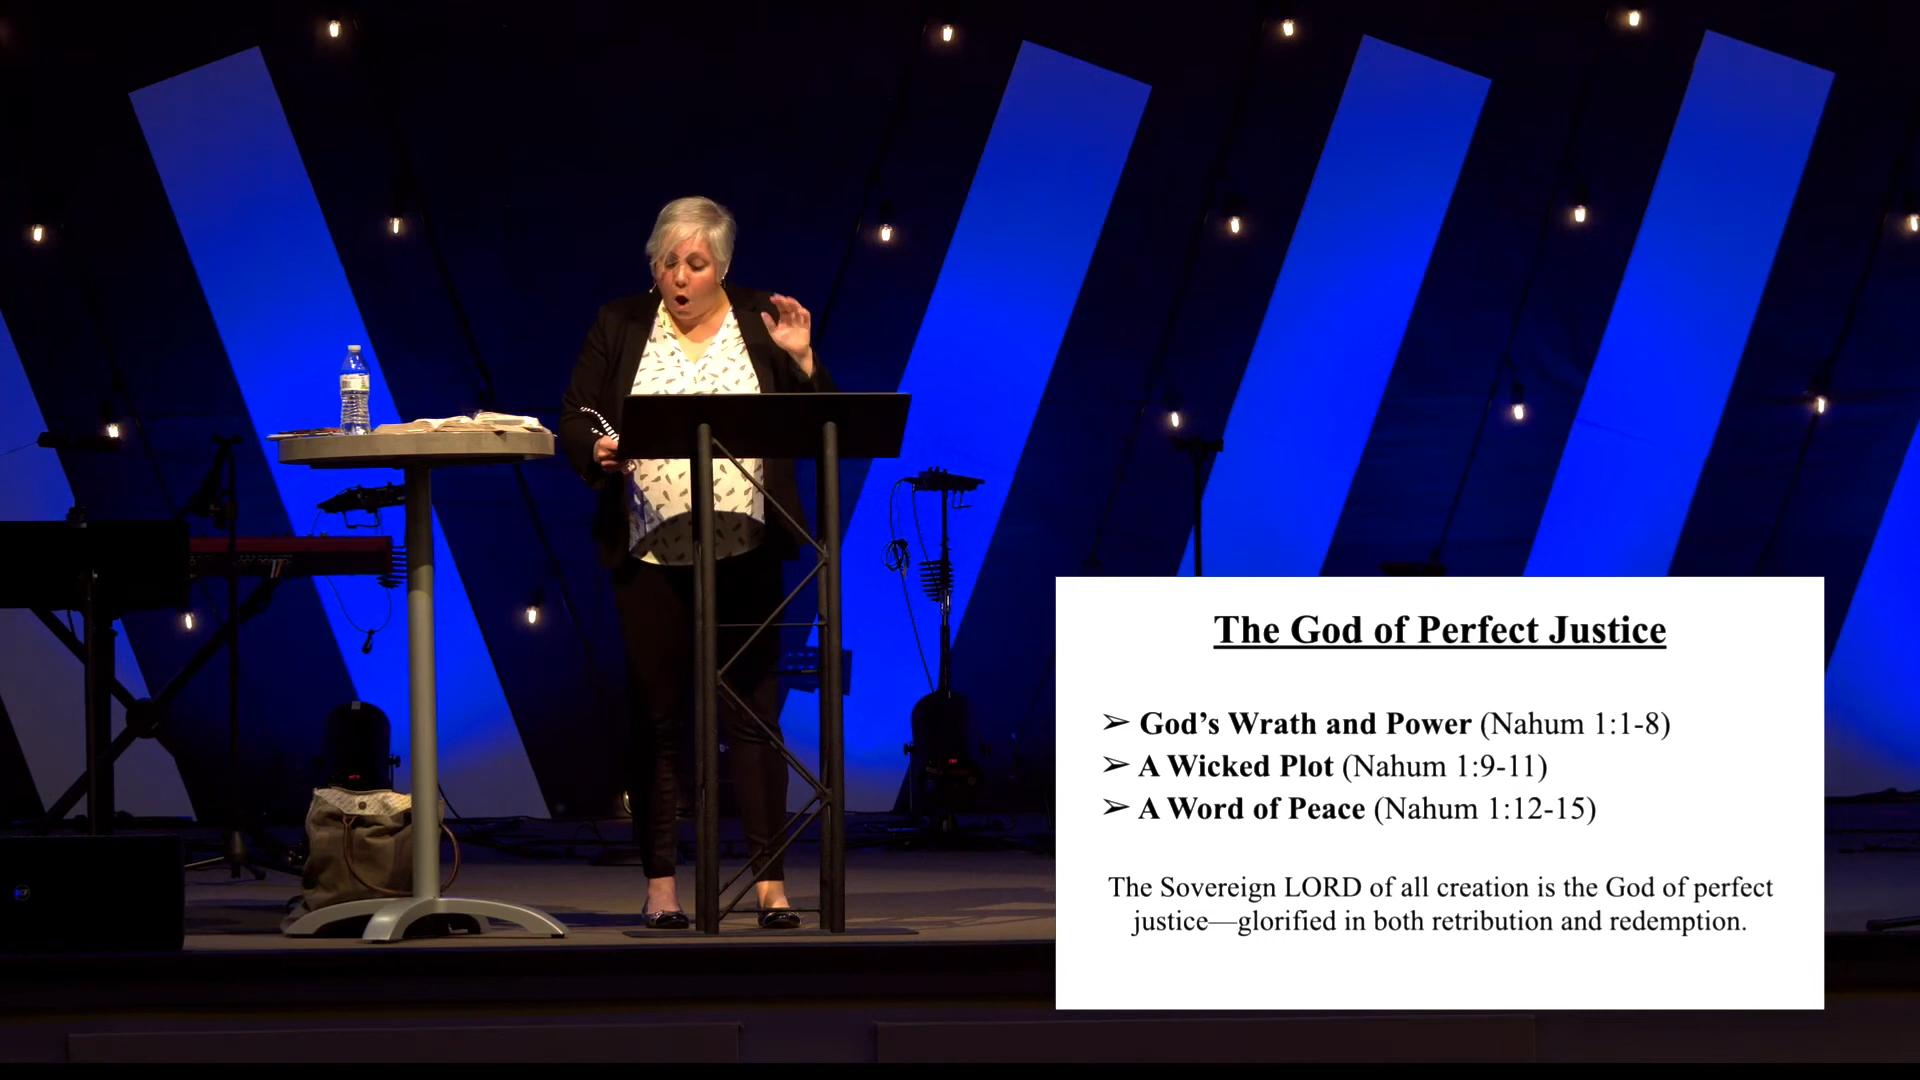 The God of Perfect Justice
➢ God’s Wrath and Power (Nahum 1:1-8)
➢ A Wicked Plot (Nahum 1:9-11)
➢ A Word of Peace (Nahum 1:12-15)
The Sovereign LORD of all creation is the God of perfect
justice—glorified in both retribution and redemption.